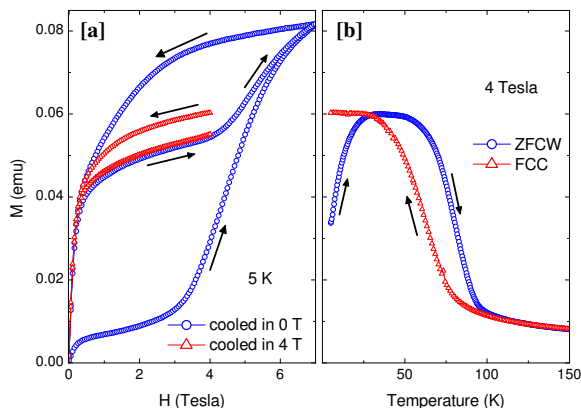 [a]
[b]
0.08
0.06
0.04
0.02
0.00
M (emu)
5 K
cooled in 0 T
cooled in 4 T
0 2 4 6
H (Tesla)
4 Tesla
ZFCW
FCC
0 50 100 150
Temperature (K)